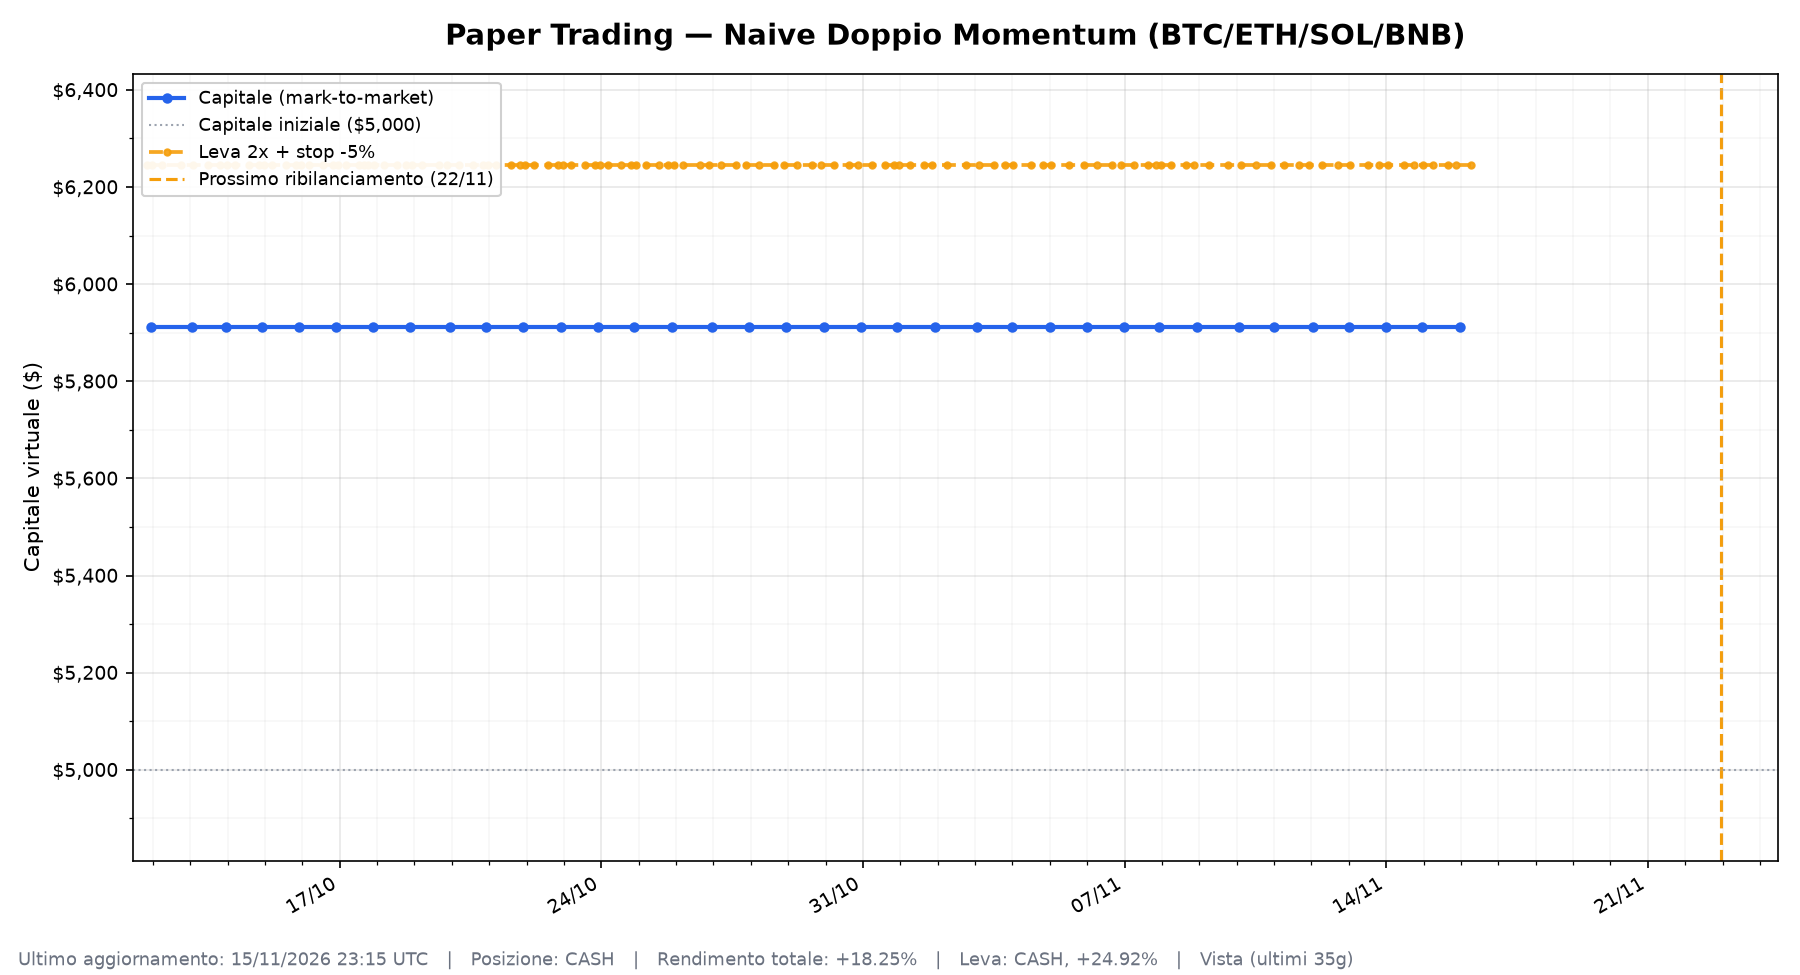 Paper Trading — Naive Doppio Momentum (BTC/ETH/SOL/BNB)
Capitale (mark-to-market)
Capitale iniziale ($5,000)
Leva 2x + stop -5%
Prossimo ribilanciamento (22/11)
Capitale virtuale ($)
$6,400
$6,200
$6,000
$5,800
$5,600
$5,400
$5,200
$5,000
17/10
24/10
31/10
07/11
14/11
21/11
Ultimo aggiornamento: 15/11/2026 23:15 UTC | Posizione: CASH | Rendimento totale: +18.25% | Leva: CASH, +24.92% | Vista (ultimi 35g)